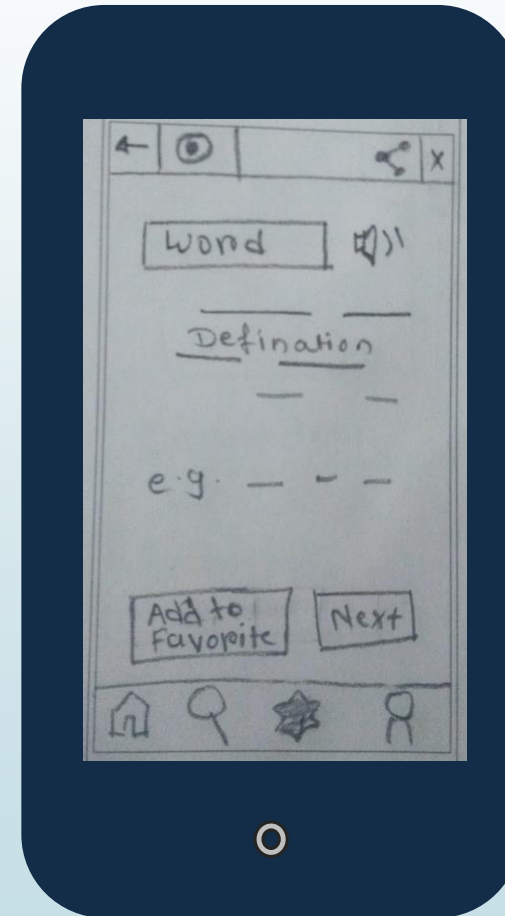 x
Word
Defination
e.g.
Add to
Favorite
Next